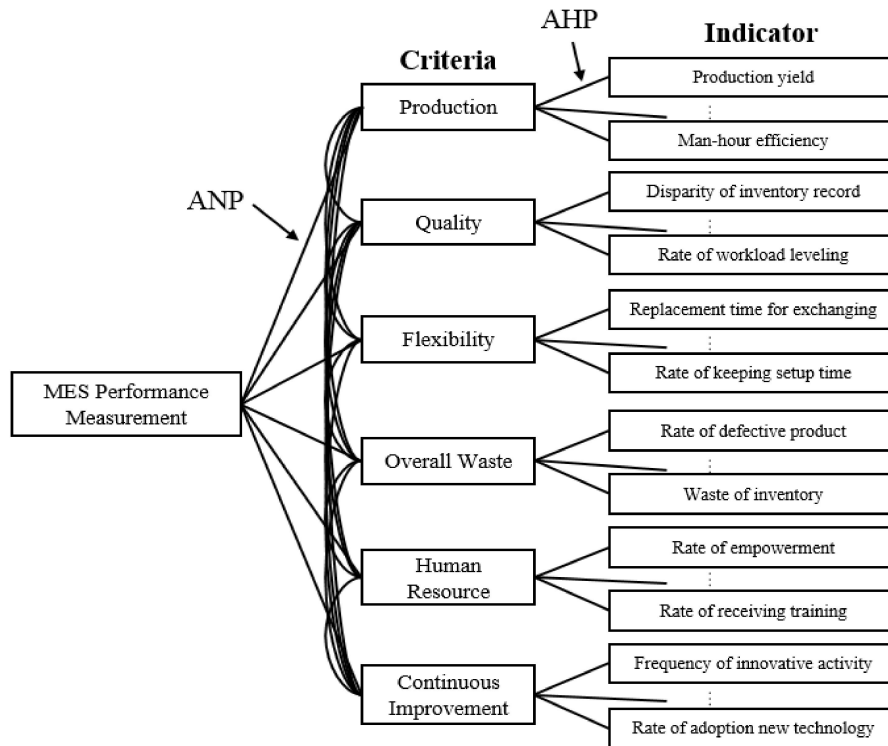 AHP
Indicator
Criteria
Production yield
Production
Man-hour efficiency
ANP
Disparity of inventory record
Quality
Rate of workload leveling
Replacement time for exchanging
Flexibility
Rate of keeping setup time
MES Performance
Measurement
Rate of defective product
Overall Waste
Waste of inventory
Rate of empowerment
Human
Resource
Rate of receiving training
Frequency of innovative activity
Continuous
Improvement
Rate of adoption new technology